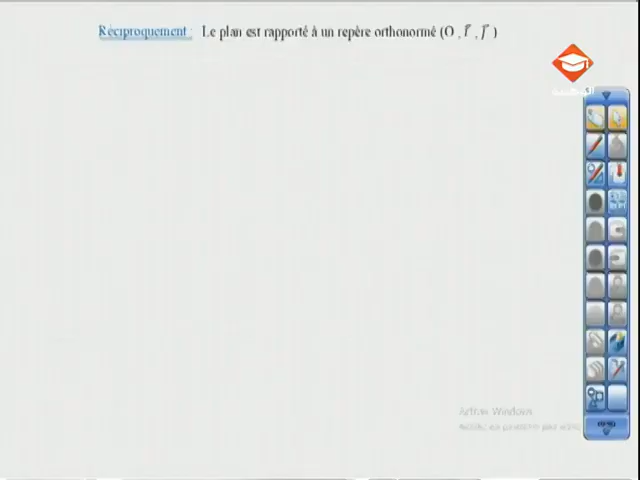 Réciproquement : Le plan est rapporté à un repère orthonormé (O , i⃗ , j⃗ )
Activer Windows